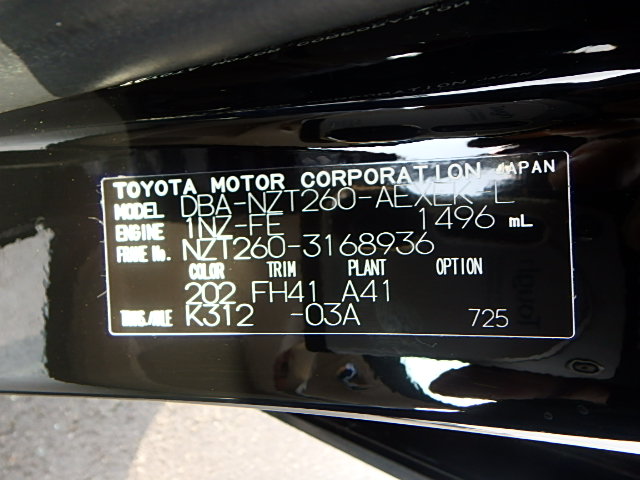 TOYOTA MOTOR CORPORATION JAPAN
MODEL DBA-NZT260-AEXEK-L
ENGINE 1NZ-FE 1496 mL
FRAME No. NZT260-3168936
COLOR TRIM PLANT OPTION
202 FH41 A41
TRANS./AXLE K312 -03A 725